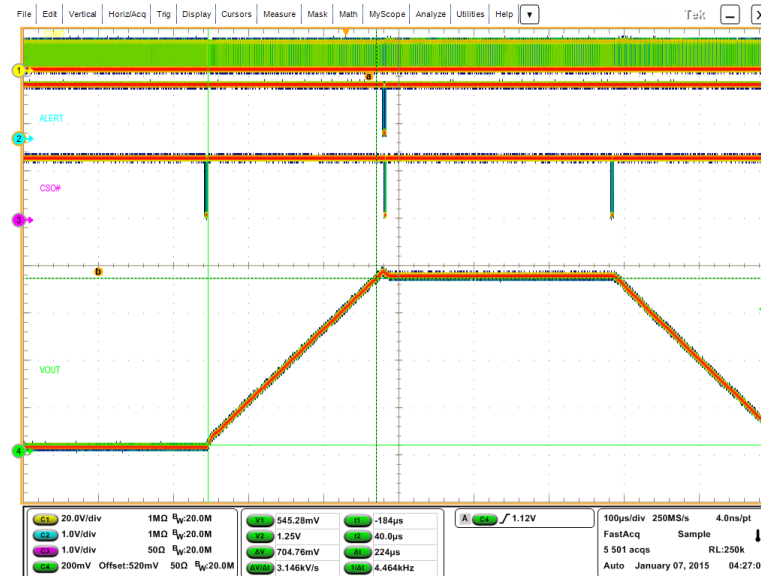 File Edit Vertical Horiz/Acq Trig Display Cursors Measure Mask Math MyScope Analyze Utilities Help Tek
1
a
ALERT
2
CSO#
3
b
VOUT
4
C1 20.0V/div 1MΩ BW:20.0M
C2 1.0V/div 1MΩ BW:20.0M
C3 1.0V/div 50Ω BW:20.0M
C4 200mV Offset:520mV 50Ω BW:20.0M
V1 545.28mV t1 -184µs
V2 1.25V t2 40.0µs
ΔV 704.76mV Δt 224µs
ΔV/Δt 3.146kV/s 1/Δt 4.464kHz
A C4 1.12V
100µs/div 250MS/s 4.0ns/pt
FastAcq Sample
5 501 acqs RL:250k
Auto January 07, 2015 04:27:0